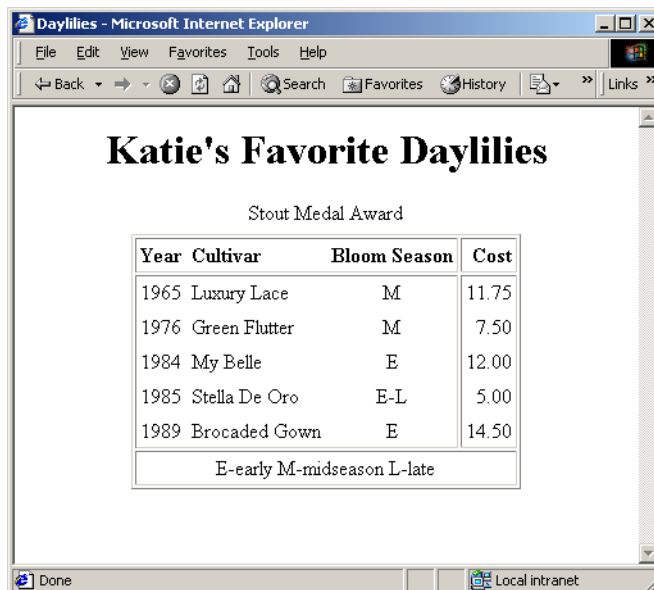 Daylilies - Microsoft Internet Explorer
File Edit View Favorites Tools Help
Back Search Favorites History » Links »
Katie's Favorite Daylilies
Stout Medal Award
Year Cultivar Bloom Season Cost
1965 Luxury Lace M 11.75
1976 Green Flutter M 7.50
1984 My Belle E 12.00
1985 Stella De Oro E-L 5.00
1989 Brocaded Gown E 14.50
E-early M-midseason L-late
Done Local intranet